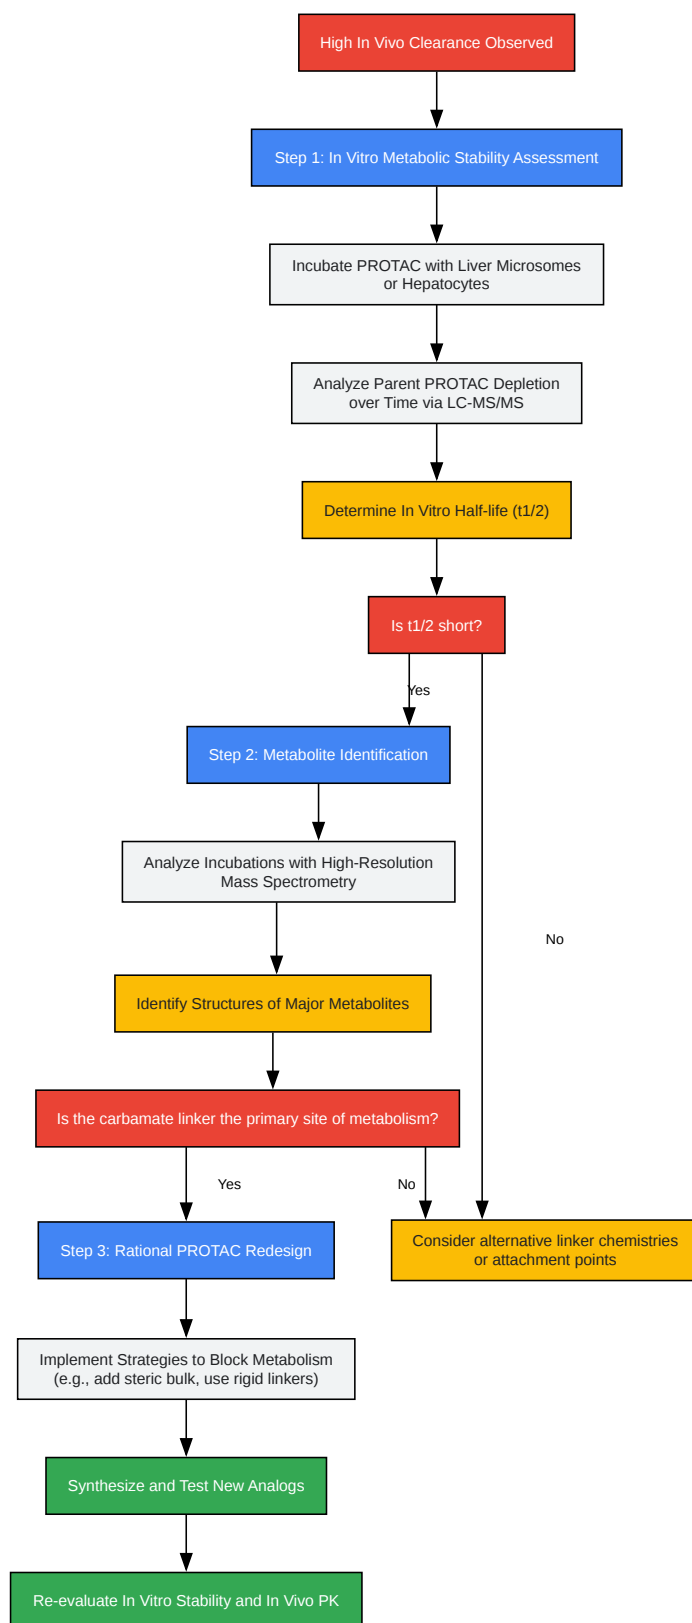 High In Vivo Clearance Observed
Step 1: In Vitro Metabolic Stability Assessment
Incubate PROTAC with Liver Microsomes
or Hepatocytes
Analyze Parent PROTAC Depletion
over Time via LC-MS/MS
Determine In Vitro Half-life (t1/2)
Is t1/2 short?
Yes
Step 2: Metabolite Identification
Analyze Incubations with High-Resolution
Mass Spectrometry
No
Identify Structures of Major Metabolites
Is the carbamate linker the primary site of metabolism?
Yes
No
Step 3: Rational PROTAC Redesign
Consider alternative linker chemistries
or attachment points
Implement Strategies to Block Metabolism
(e.g., add steric bulk, use rigid linkers)
Synthesize and Test New Analogs
Re-evaluate In Vitro Stability and In Vivo PK